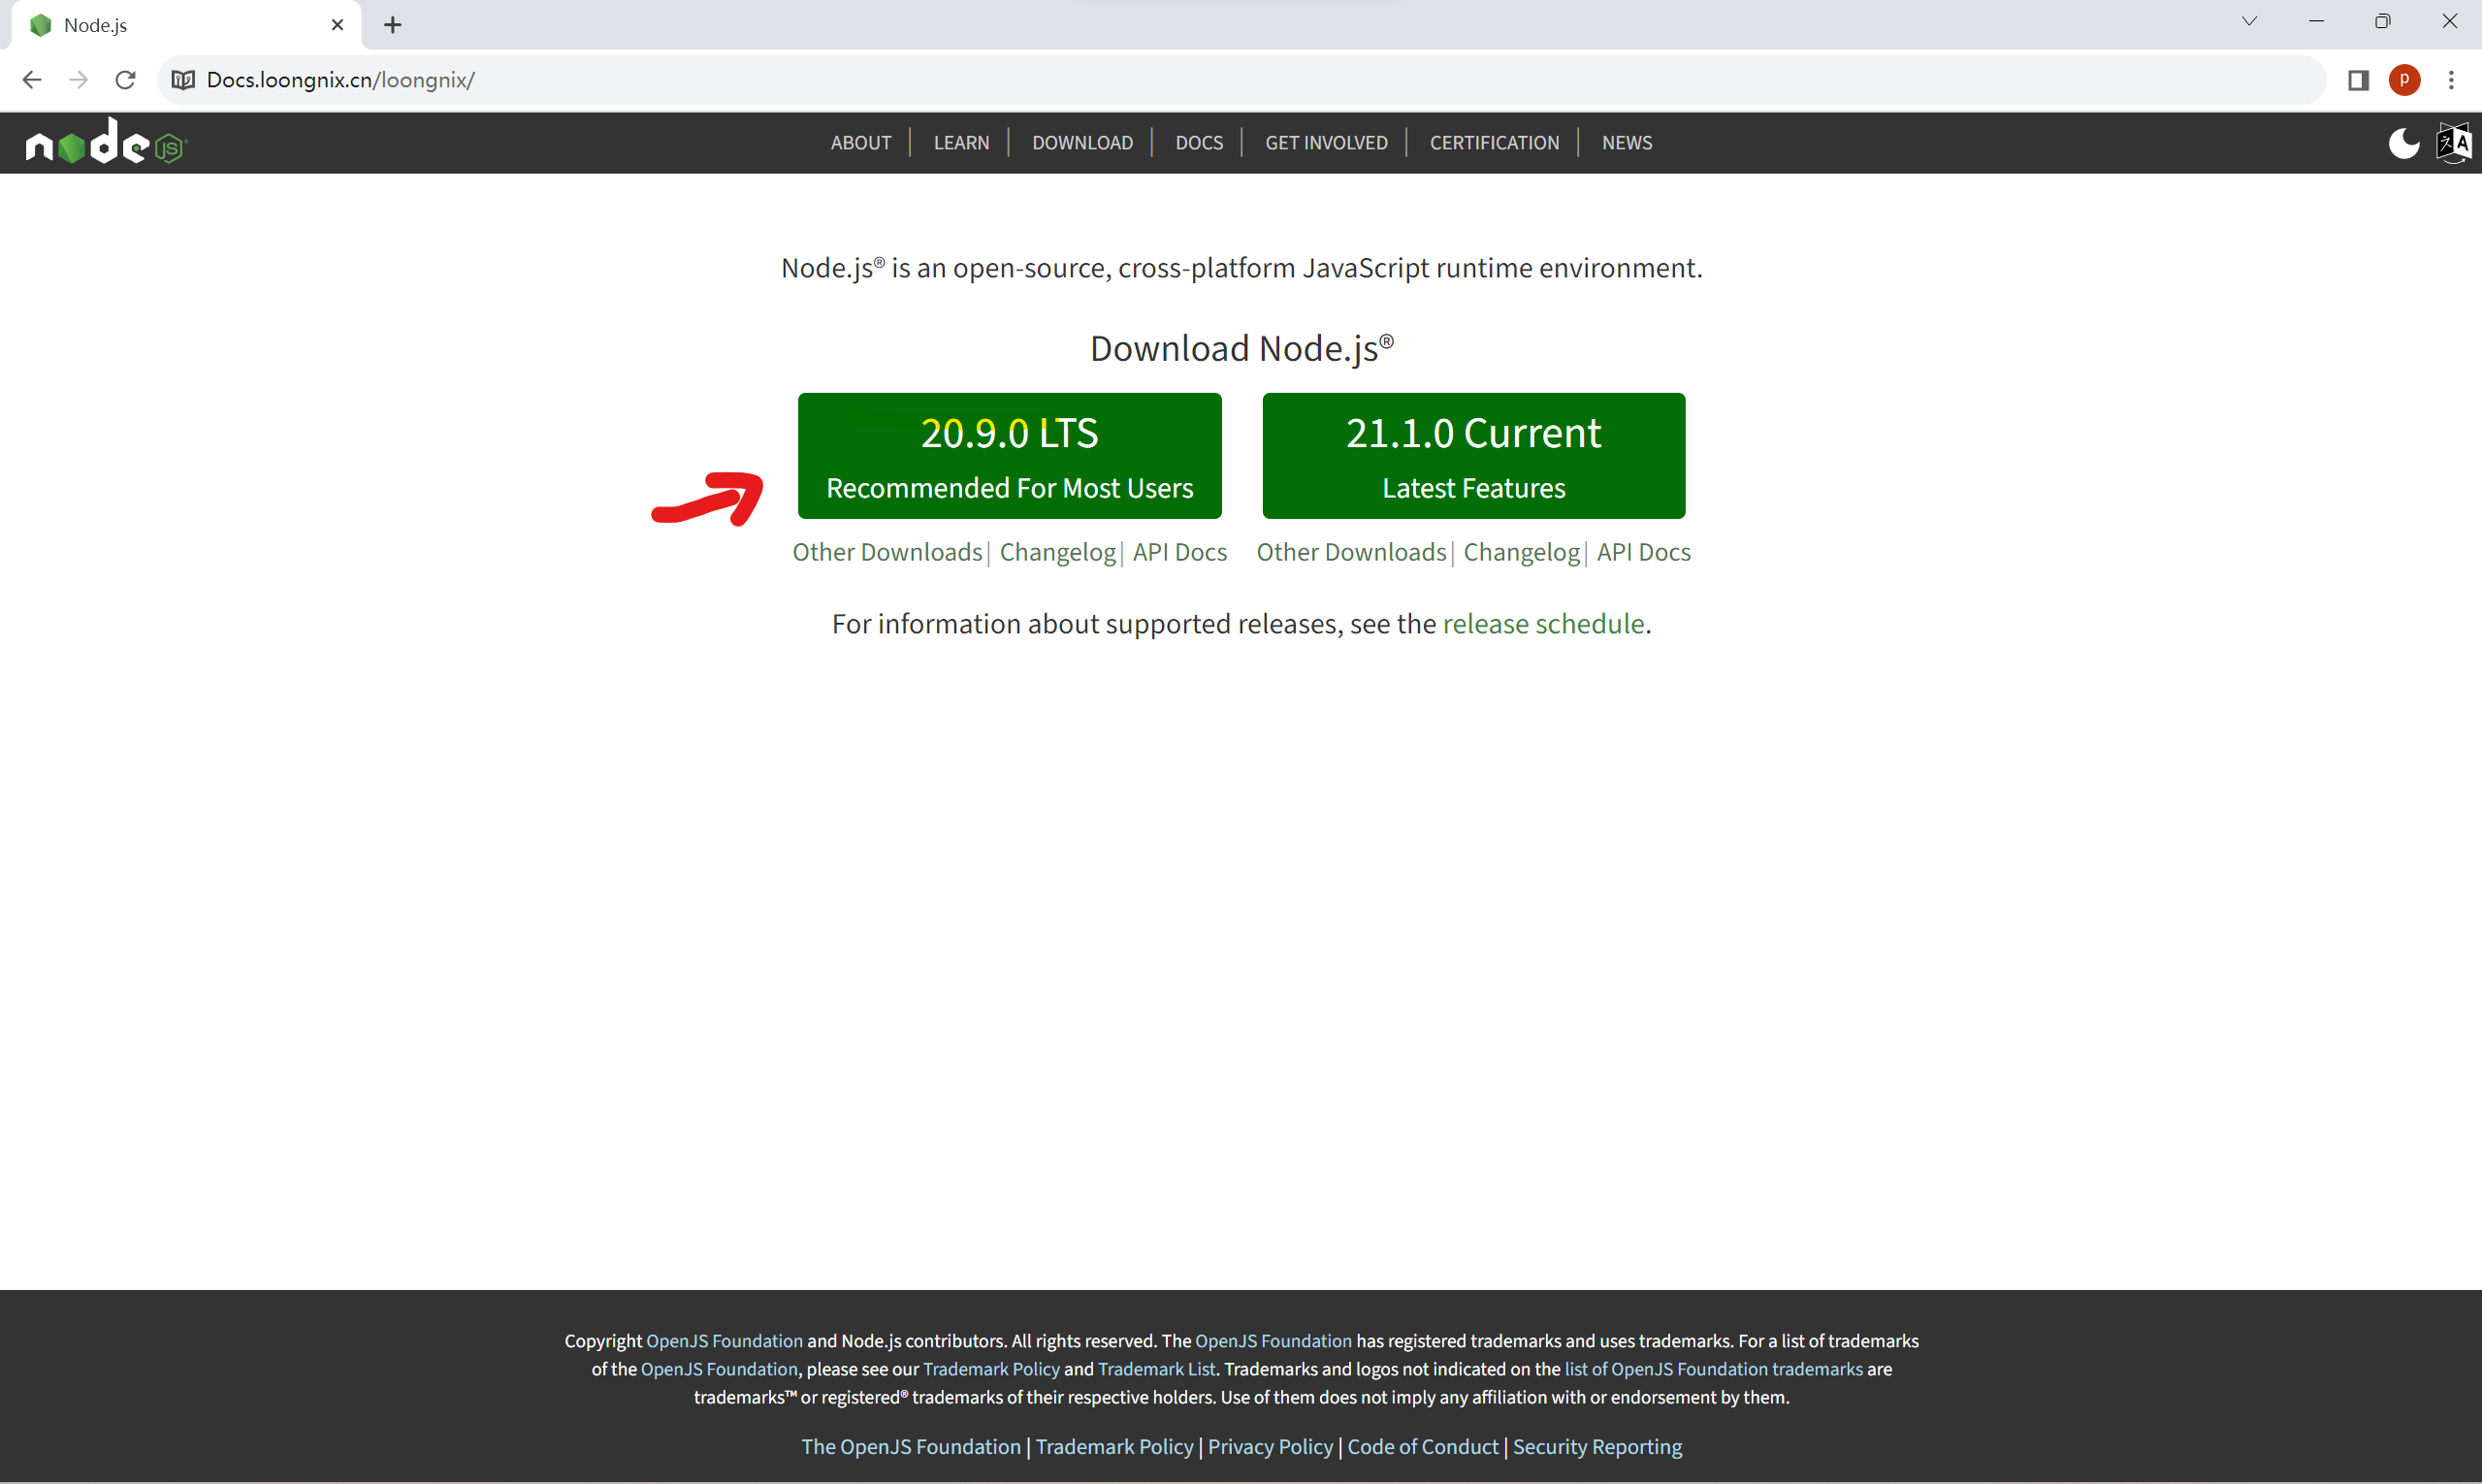 Node.js
Docs.loongnix.cn/loongnix/
P
node JS
ABOUT | LEARN | DOWNLOAD | DOCS | GET INVOLVED | CERTIFICATION | NEWS
文A
Node.js® is an open-source, cross-platform JavaScript runtime environment.
Download Node.js®
20.9.0 LTS
Recommended For Most Users
21.1.0 Current
Latest Features
Other Downloads | Changelog | API Docs
Other Downloads | Changelog | API Docs
For information about supported releases, see the release schedule.
Copyright OpenJS Foundation and Node.js contributors. All rights reserved. The OpenJS Foundation has registered trademarks and uses trademarks. For a list of trademarks
of the OpenJS Foundation, please see our Trademark Policy and Trademark List. Trademarks and logos not indicated on the list of OpenJS Foundation trademarks are
trademarks™ or registered® trademarks of their respective holders. Use of them does not imply any affiliation with or endorsement by them.
The OpenJS Foundation | Trademark Policy | Privacy Policy | Code of Conduct | Security Reporting